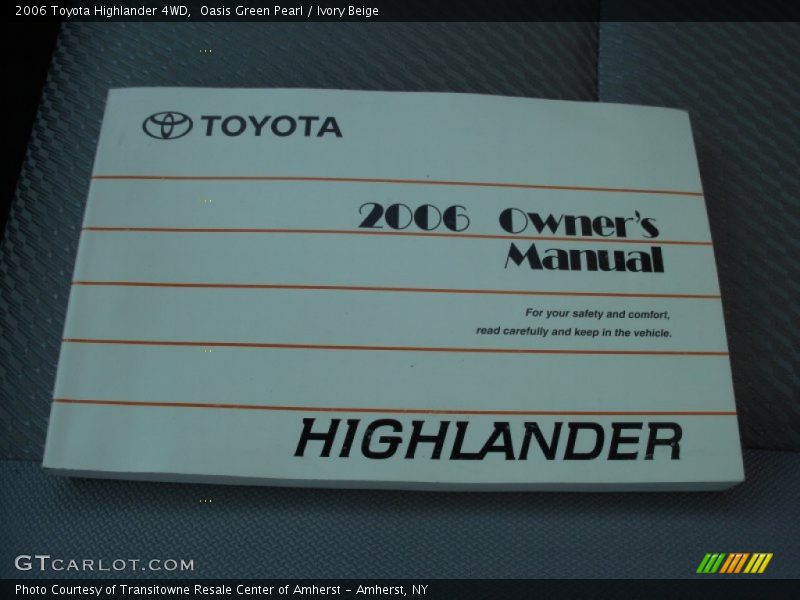 2006 Toyota Highlander 4WD, Oasis Green Pearl / Ivory Beige
TOYOTA
2006 Owner's
Manual
For your safety and comfort,
read carefully and keep in the vehicle.
HIGHLANDER
GTCARLOT.COM
Photo Courtesy of Transitowne Resale Center of Amherst - Amherst, NY